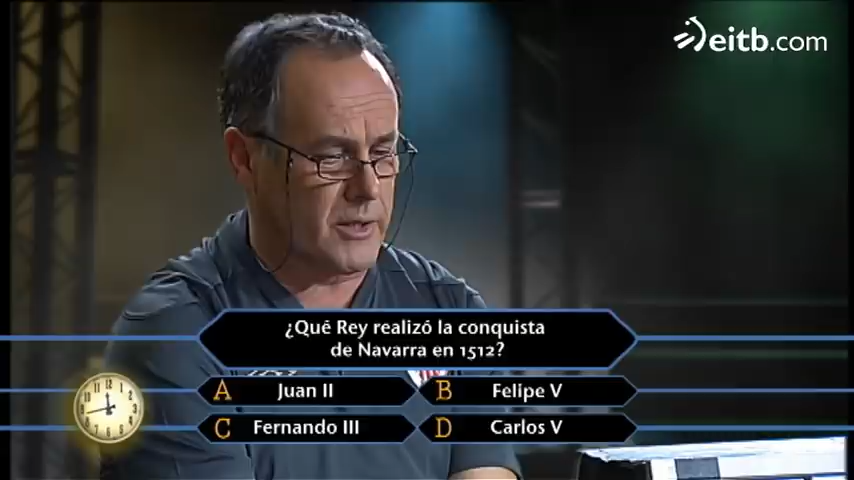 eitb.com
¿Qué Rey realizó la conquista
de Navarra en 1512?
A Juan II
B Felipe V
C Fernando III
D Carlos V